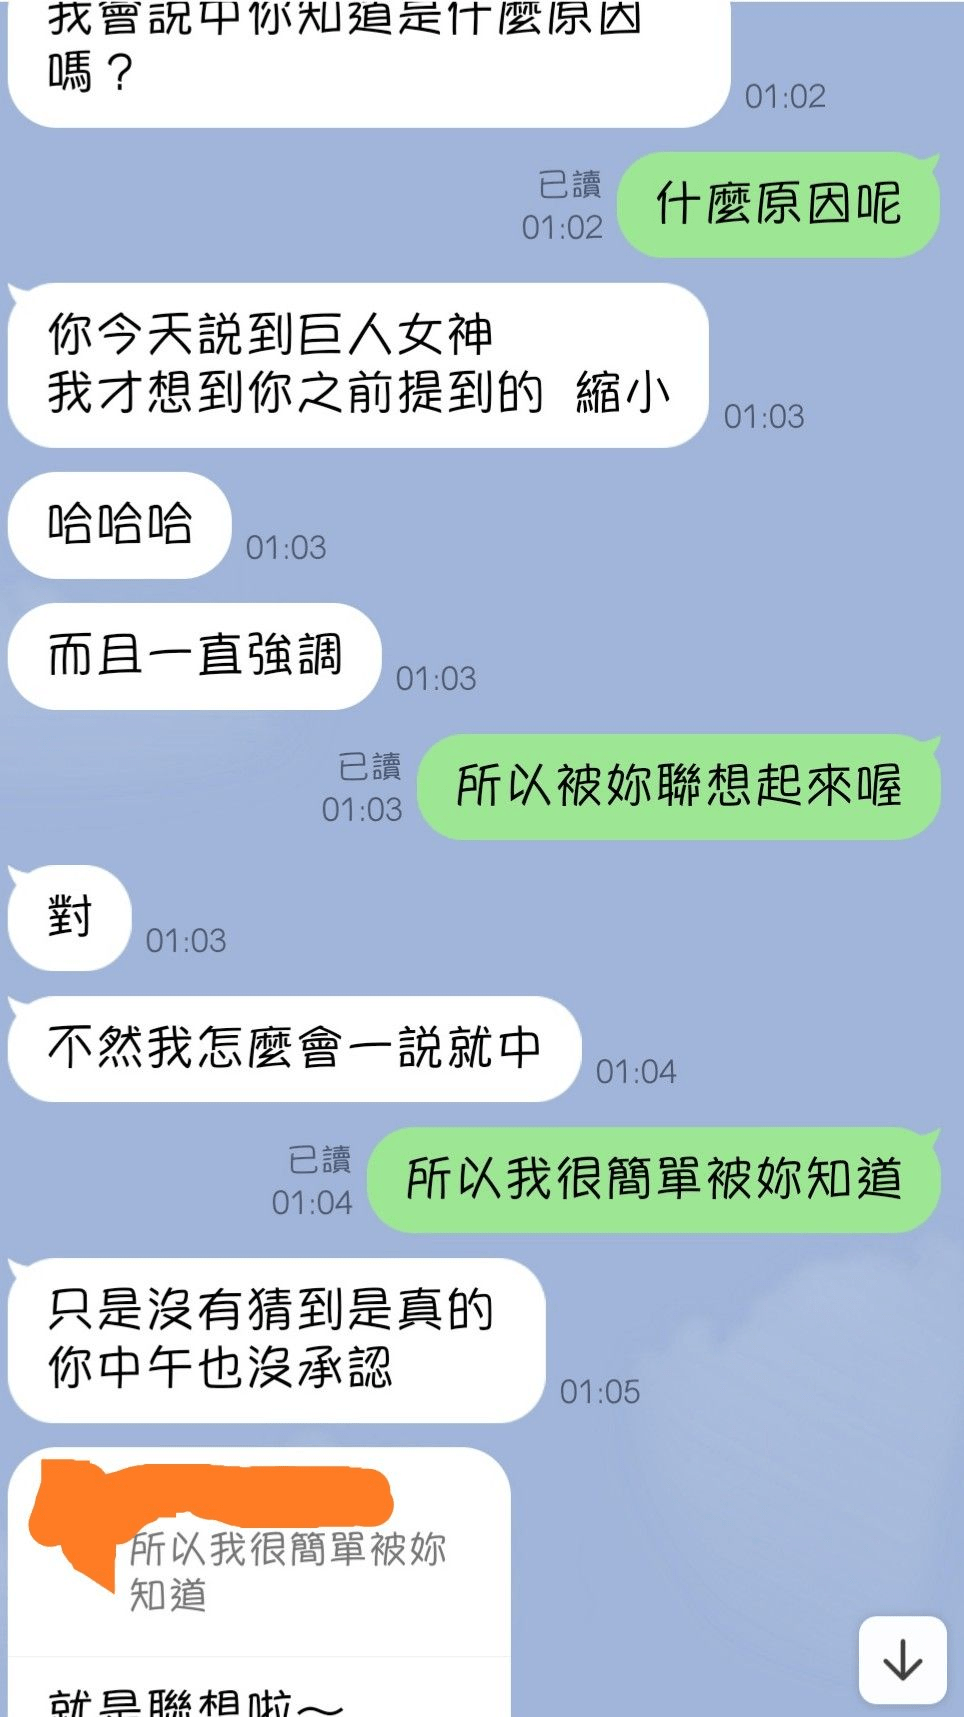 我會說中你知道是什麼原因
嗎？
01:02
已讀
01:02
什麼原因呢
你今天說到巨人女神
我才想到你之前提到的 縮小
01:03
哈哈哈
01:03
而且一直強調
01:03
已讀
01:03
所以被妳聯想起來喔
對
01:03
不然我怎麼會一說就中
01:04
已讀
01:04
所以我很簡單被妳知道
只是沒有猜到是真的
你中午也沒承認
01:05
所以我很簡單被妳
知道
就是聯想啦～